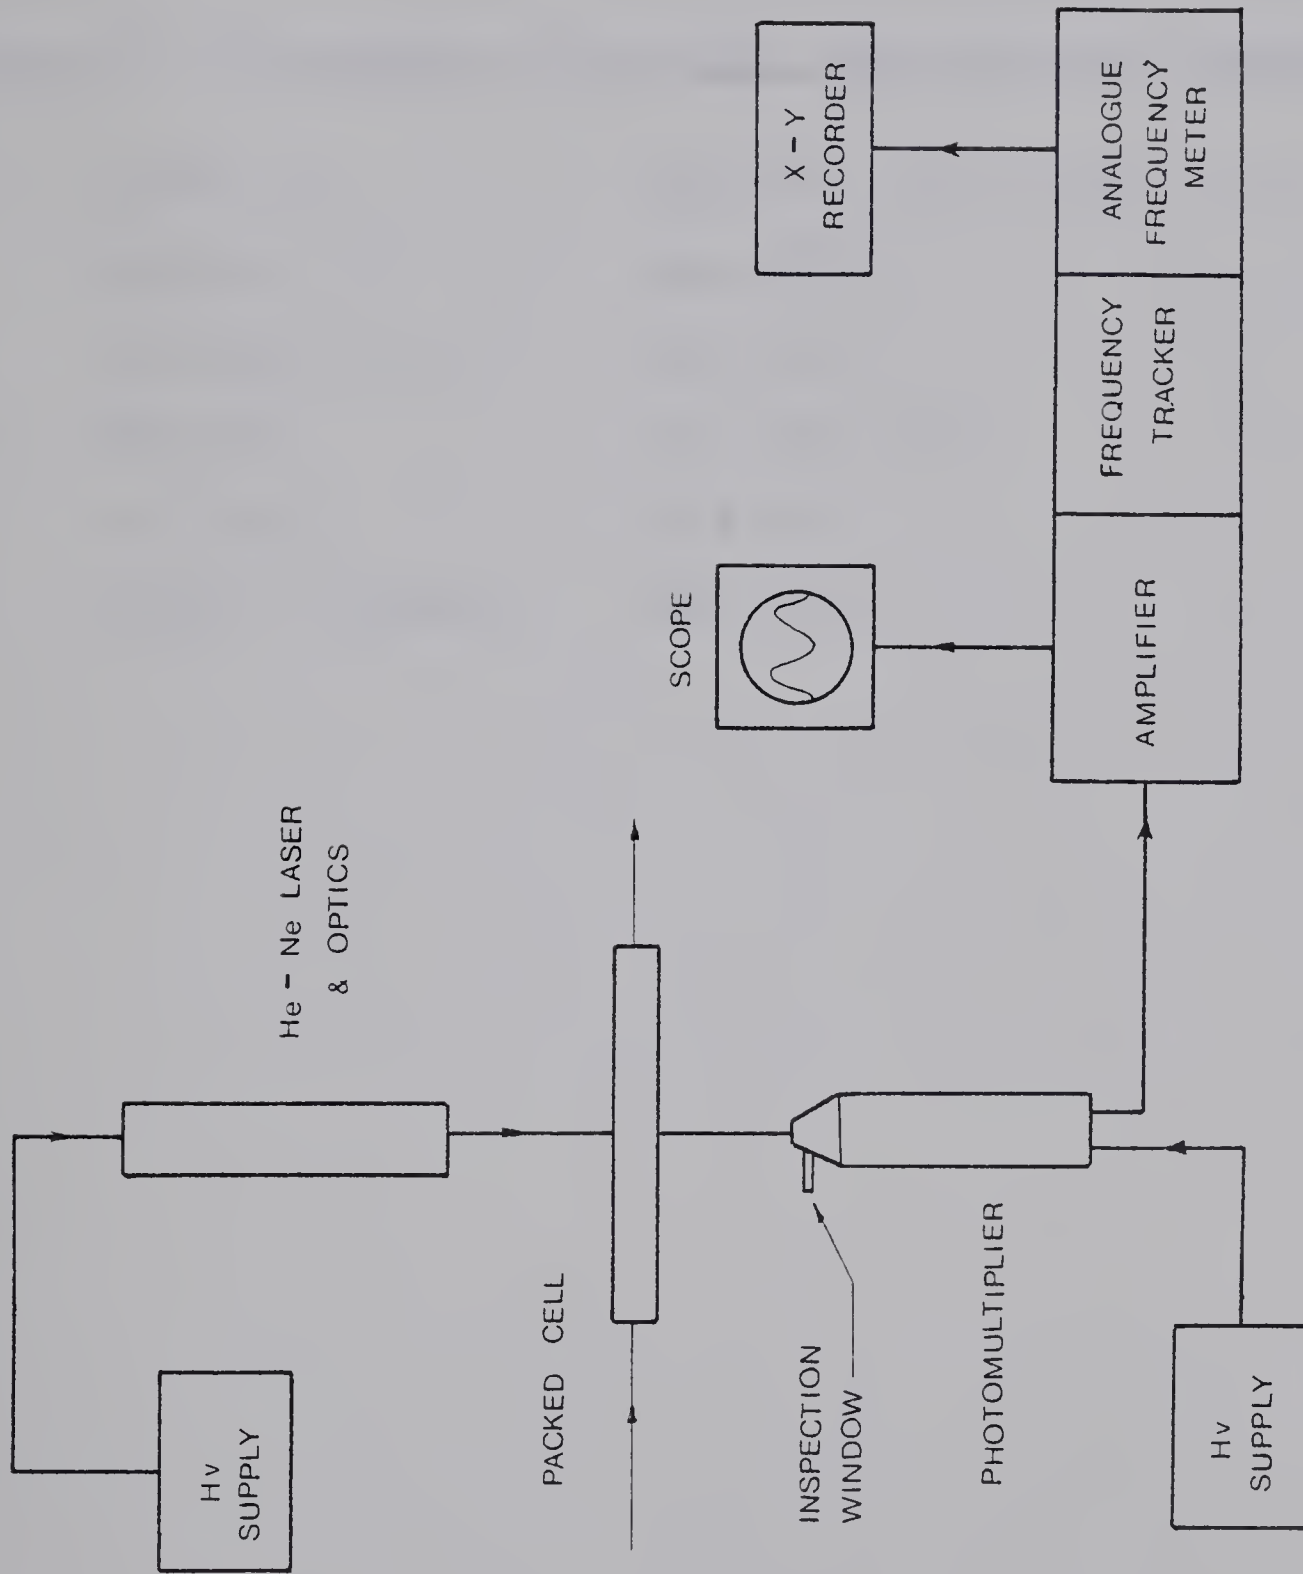 Hv
SUPPLY
He – Ne LASER
& OPTICS
PACKED CELL
INSPECTION
WINDOW
PHOTOMULTIPLIER
Hv
SUPPLY
SCOPE
AMPLIFIER
FREQUENCY
TRACKER
ANALOGUE
FREQUENCY
METER
X – Y
RECORDER